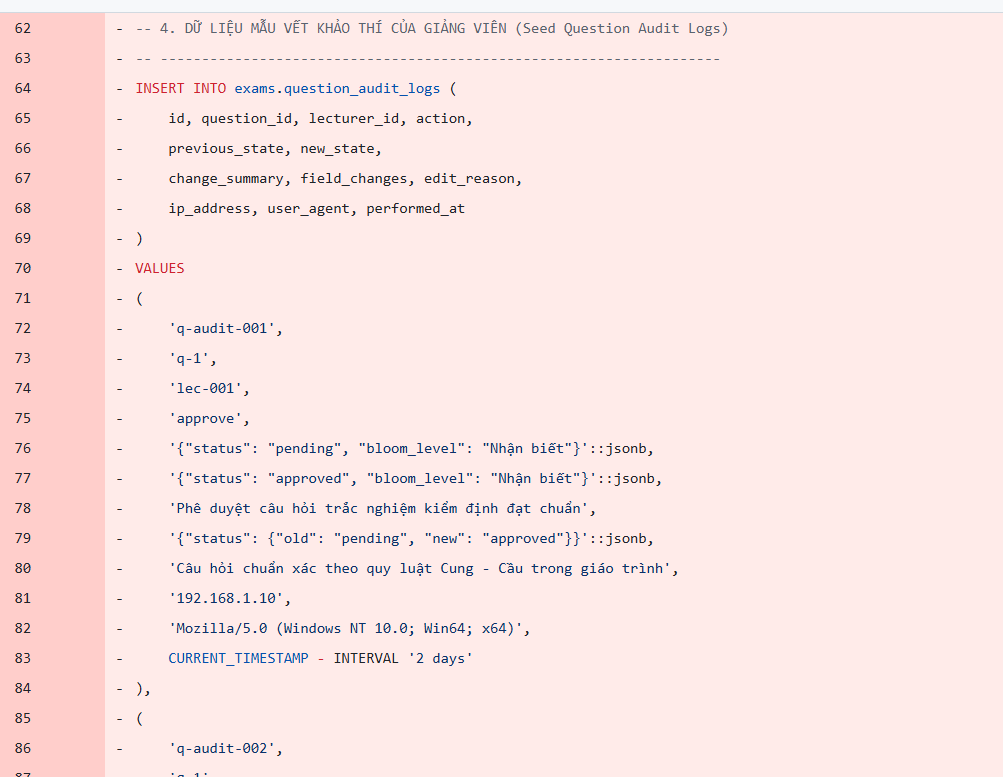 62 - -- 4. DỮ LIỆU MẪU VẾT KHẢO THÍ CỦA GIẢNG VIÊN (Seed Question Audit Logs)
63 - -- --------------------------------------------------------------------
64 - INSERT INTO exams.question_audit_logs (
65 -     id, question_id, lecturer_id, action,
66 -     previous_state, new_state,
67 -     change_summary, field_changes, edit_reason,
68 -     ip_address, user_agent, performed_at
69 - )
70 - VALUES
71 - (
72 -     'q-audit-001',
73 -     'q-1',
74 -     'lec-001',
75 -     'approve',
76 -     '{"status": "pending", "bloom_level": "Nhận biết"}'::jsonb,
77 -     '{"status": "approved", "bloom_level": "Nhận biết"}'::jsonb,
78 -     'Phê duyệt câu hỏi trắc nghiệm kiểm định đạt chuẩn',
79 -     '{"status": {"old": "pending", "new": "approved"}}'::jsonb,
80 -     'Câu hỏi chuẩn xác theo quy luật Cung - Cầu trong giáo trình',
81 -     '192.168.1.10',
82 -     'Mozilla/5.0 (Windows NT 10.0; Win64; x64)',
83 -     CURRENT_TIMESTAMP - INTERVAL '2 days'
84 - ),
85 - (
86 -     'q-audit-002',